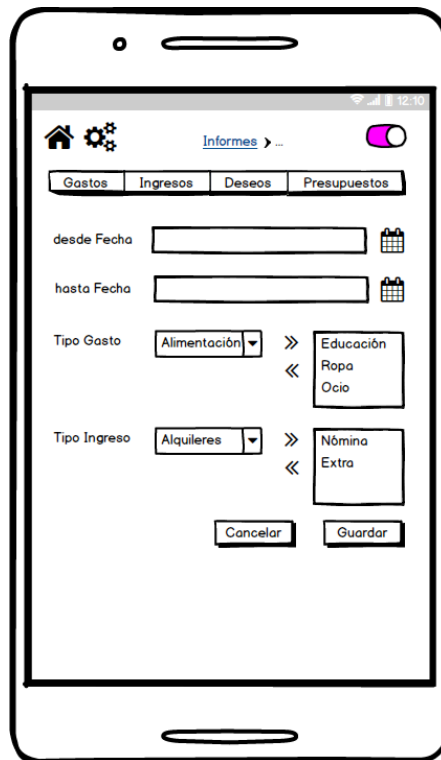 12:10
Informes > ...
Gastos Ingresos Deseos Presupuestos
desde Fecha
hasta Fecha
Tipo Gasto Alimentación >> Educación
<< Ropa
Ocio
Tipo Ingreso Alquileres >> Nómina
<< Extra
Cancelar Guardar